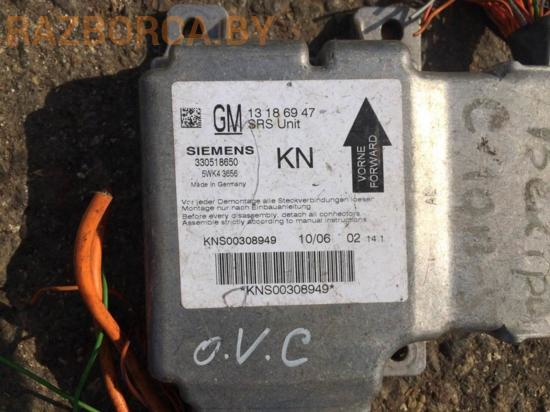 RAZBORCA.BY
GM 13 18 69 47
SRS Unit
SIEMENS
330518650
5WK4 3656
Made in Germany
KN
VORNE
FORWARD
Vor jeder Demontage alle Steckverbindungen loesen
Montage nur nach Einbauanleitung
Before every disassembly, detach all connectors
Assemble strictly according to manual instructions
KNS00308949 10/06 02 14.1
*KNS00308949*
O.V.C